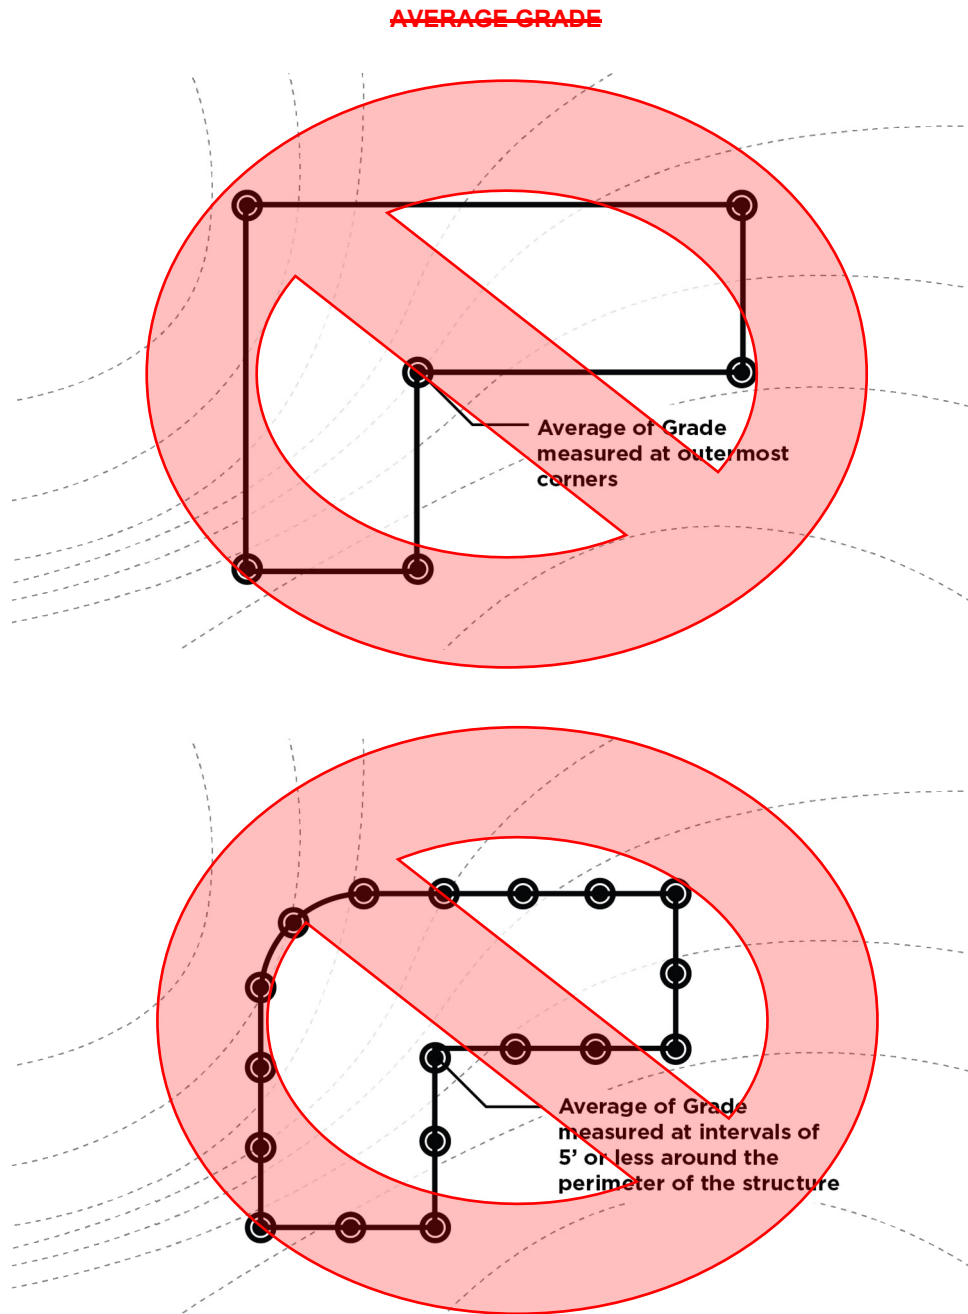 AVERAGE GRADE
Average of Grade
measured at outermost
corners
Average of Grade
measured at intervals of
5’ or less around the
perimeter of the structure